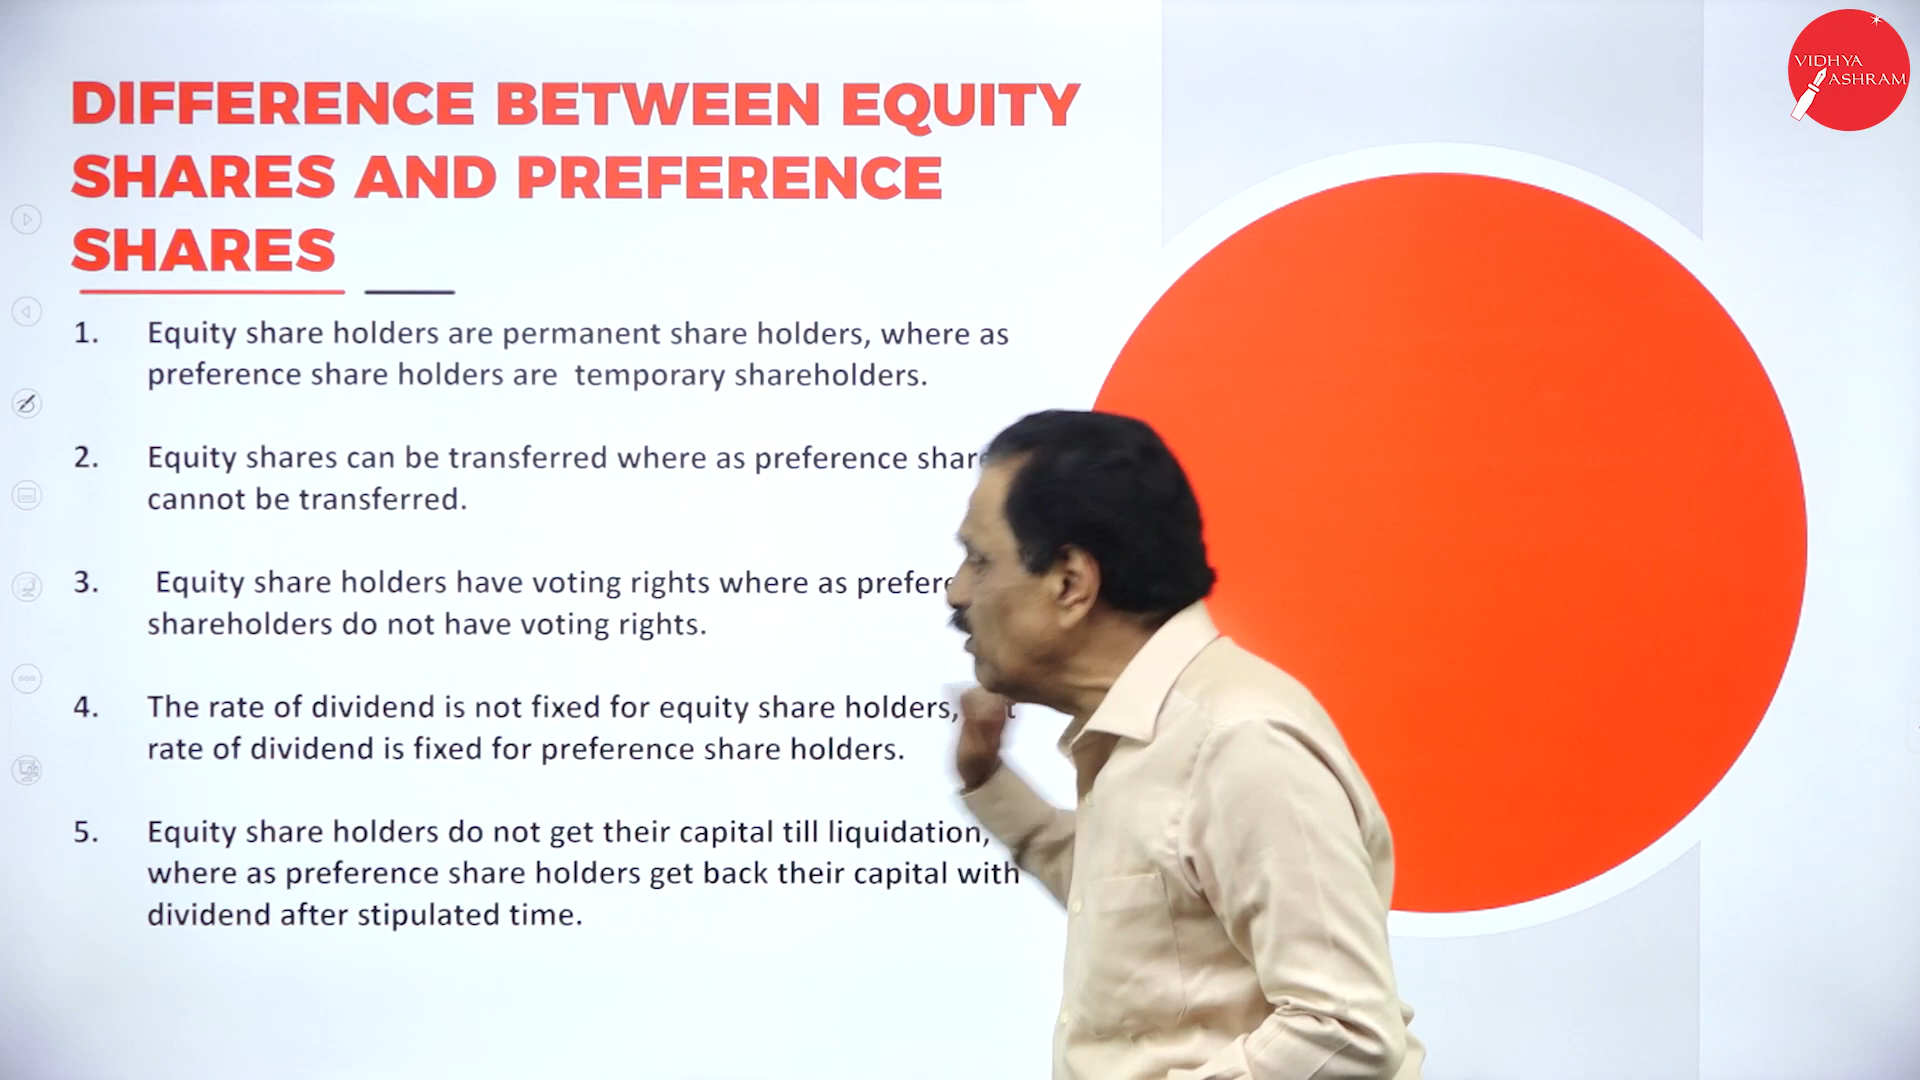 VIDHYA
ASHRAM
DIFFERENCE BETWEEN EQUITY
SHARES AND PREFERENCE
SHARES
1. Equity share holders are permanent share holders, where as
preference share holders are temporary shareholders.
2. Equity shares can be transferred where as preference
cannot be transferred.
3. Equity share holders have voting rights where as
shareholders do not have voting rights.
4. The rate of dividend is not fixed for equity share holders,
rate of dividend is fixed for preference share holders.
5. Equity share holders do not get their capital till liquidation,
where as preference share holders get back their capital with
dividend after stipulated time.